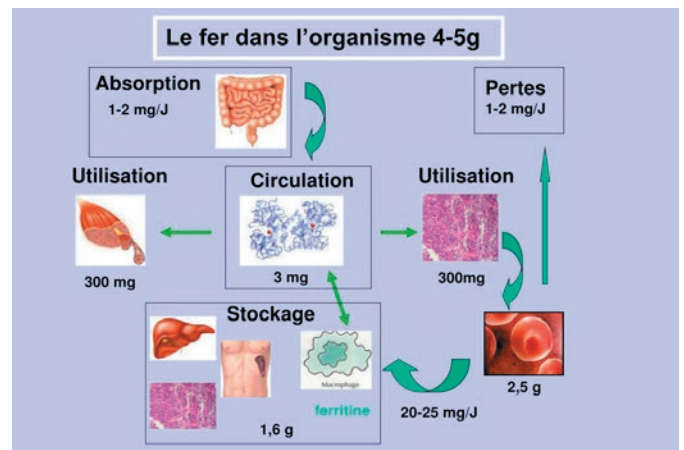 Le fer dans l'organisme 4-5g
Absorption
1-2 mg/J
Pertes
1-2 mg/J
Utilisation
300 mg
Circulation
3 mg
Utilisation
300mg
Stockage
Macrophage
ferritine
1,6 g
20-25 mg/J
2,5 g